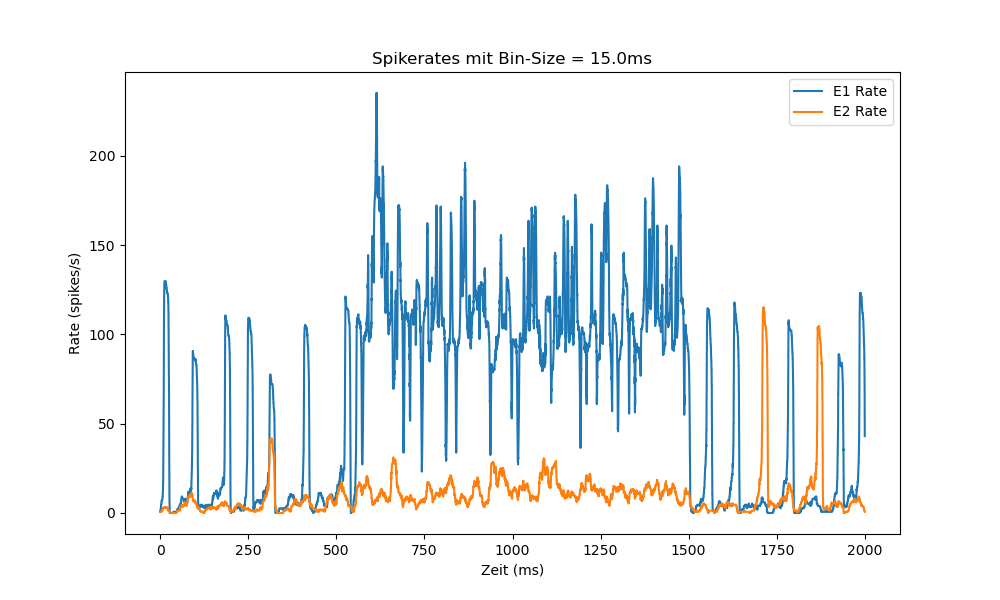 Spikerates mit Bin-Size = 15.0ms
E1 Rate
E2 Rate
Rate (spikes/s)
200
150
100
50
0
0 250 500 750 1000 1250 1500 1750 2000
Zeit (ms)